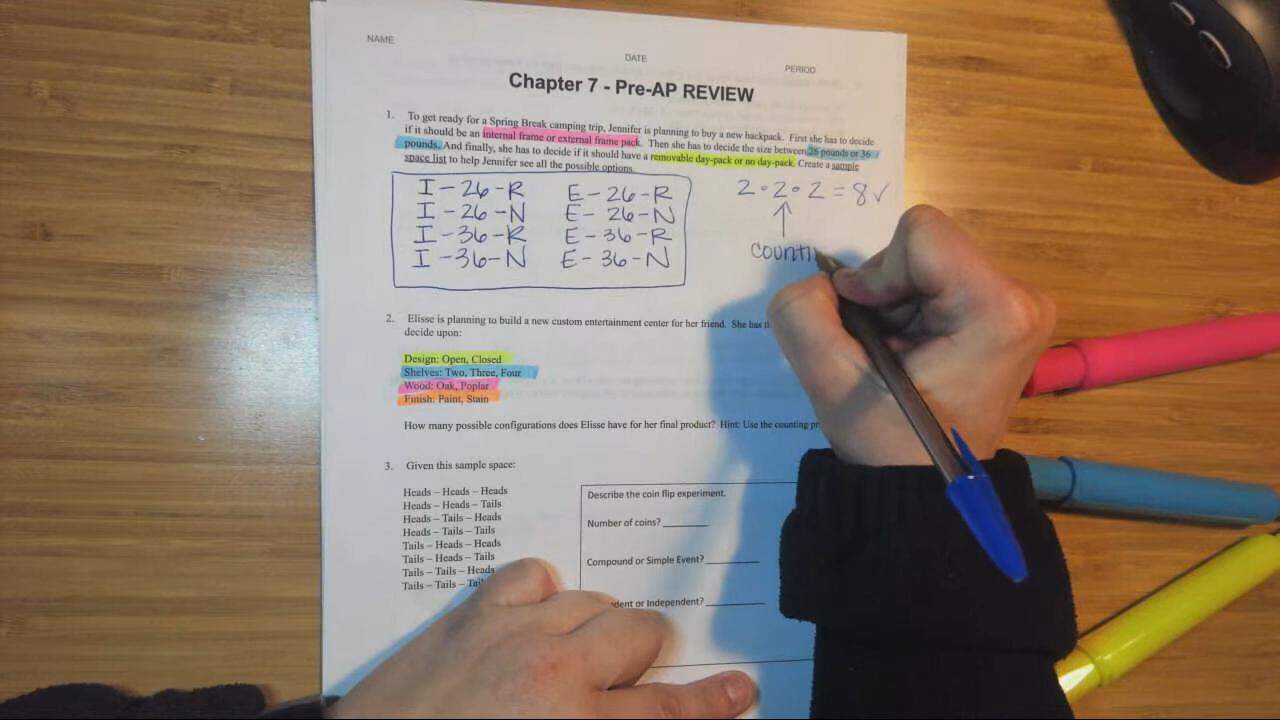 NAME
DATE
PERIOD
Chapter 7 - Pre-AP REVIEW
1. To get ready for a Spring Break camping trip, Jennifer is planning to buy a new backpack. First she has to decide
if it should be an internal frame or external frame pack. Then she has to decide the size between 26 pounds or 36
pounds. And finally, she has to decide if it should have a removable day-pack or no day-pack. Create a sample
space list to help Jennifer see all the possible options.
I-26-R E-26-R
I-26-N E-26-N
I-36-R E-36-R
I-36-N E-36-N
2 · 2 · 2 = 8 ✓
↑
counti
2. Elisse is planning to build a new custom entertainment center for her friend. She has
decide upon:
Design: Open, Closed
Shelves: Two, Three, Four
Wood: Oak, Poplar
Finish: Paint, Stain
How many possible configurations does Elisse have for her final product? Hint: Use the counting
3. Given this sample space:
Heads – Heads – Heads
Heads – Heads – Tails
Heads – Tails – Heads
Heads – Tails – Tails
Tails – Heads – Heads
Tails – Heads – Tails
Tails – Tails – Heads
Tails – Tails –
Describe the coin flip experiment.
Number of coins? ________
Compound or Simple Event? __________
dent or Independent? __________